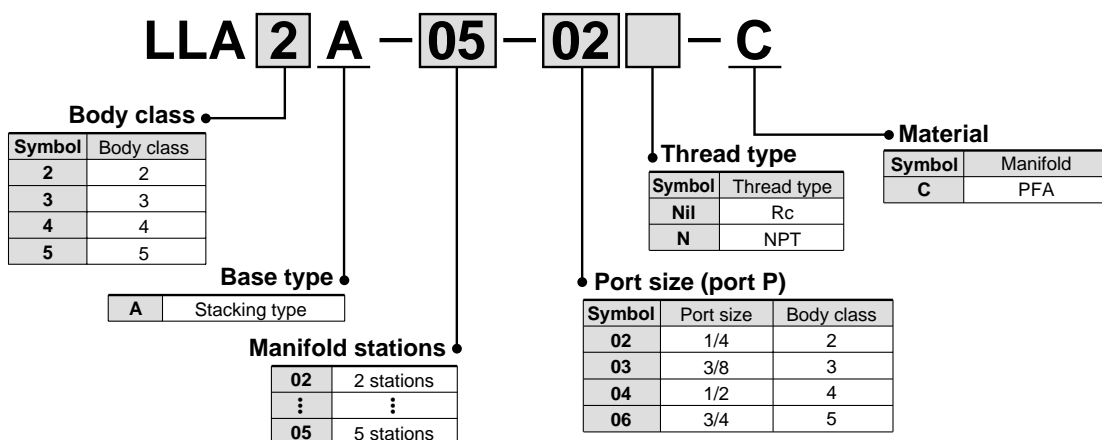 LLA 2 A – 05 – 02 – C
Body class
Symbol Body class
2 2
3 3
4 4
5 5
Base type
A Stacking type
Manifold stations
02 2 stations
⋮ ⋮
05 5 stations
Port size (port P)
Symbol Port size Body class
02 1/4 2
03 3/8 3
04 1/2 4
06 3/4 5
Thread type
Symbol Thread type
Nil Rc
N NPT
Material
Symbol Manifold
C PFA